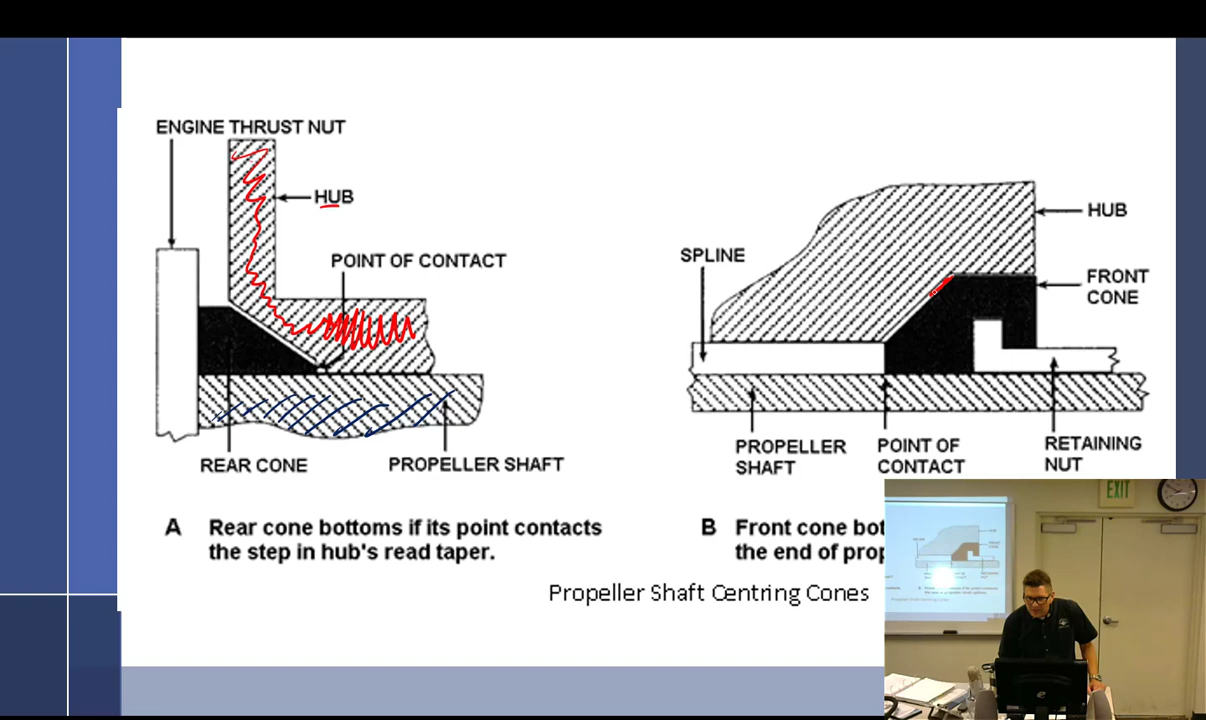 ENGINE THRUST NUT
HUB
POINT OF CONTACT
REAR CONE
PROPELLER SHAFT
A Rear cone bottoms if its point contacts
the step in hub's read taper.
SPLINE
HUB
FRONT
CONE
PROPELLER
SHAFT
POINT OF
CONTACT
RETAINING
NUT
B Front cone bot
the end of prop
Propeller Shaft Centring Cones
EXIT